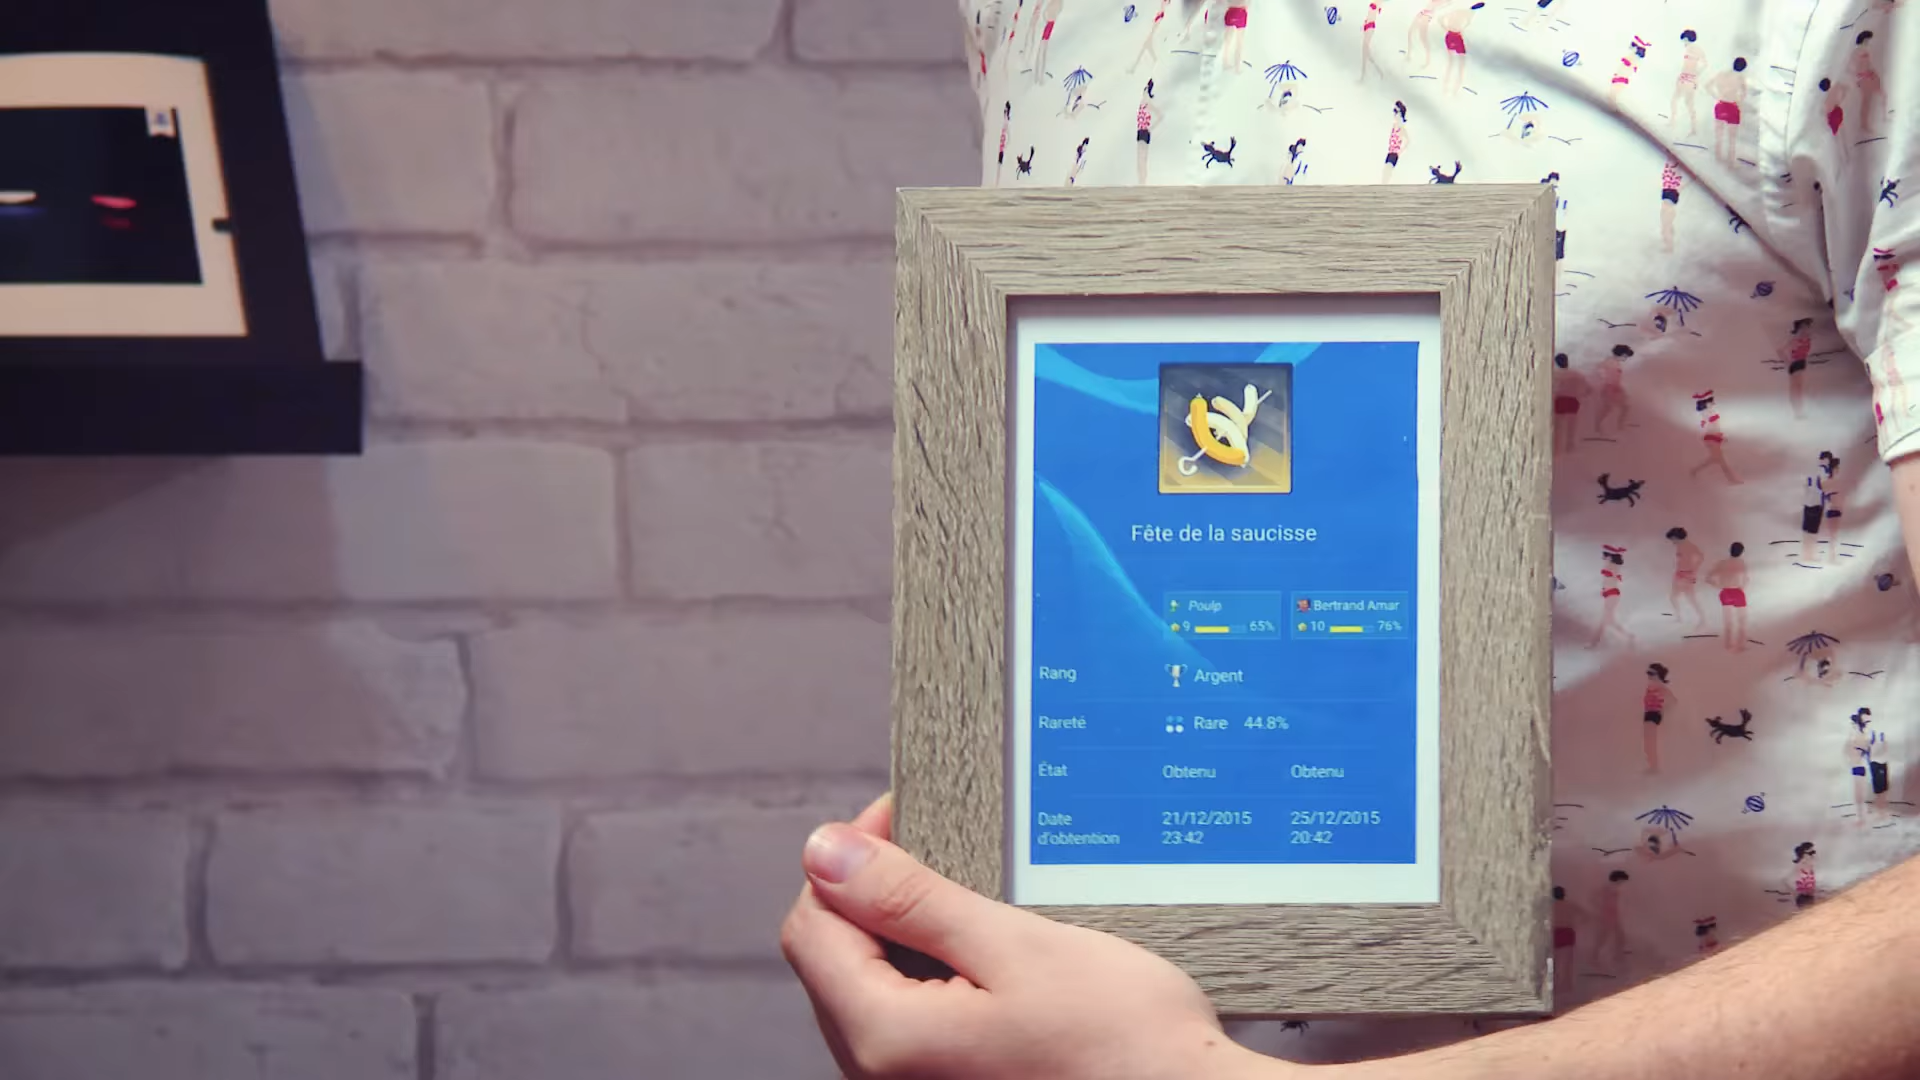 Fête de la saucisse
Poulp Bertrand Amar
9 65% 10 76%
Rang Argent
Rareté Rare 44.8%
État Obtenu Obtenu
Date d'obtention 21/12/2015 23:42 25/12/2015 20:42